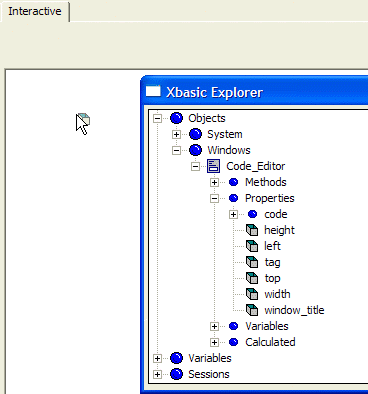 Interactive
Xbasic Explorer
Objects
System
Windows
Code_Editor
Methods
Properties
code
height
left
tag
top
width
window_title
Variables
Calculated
Variables
Sessions